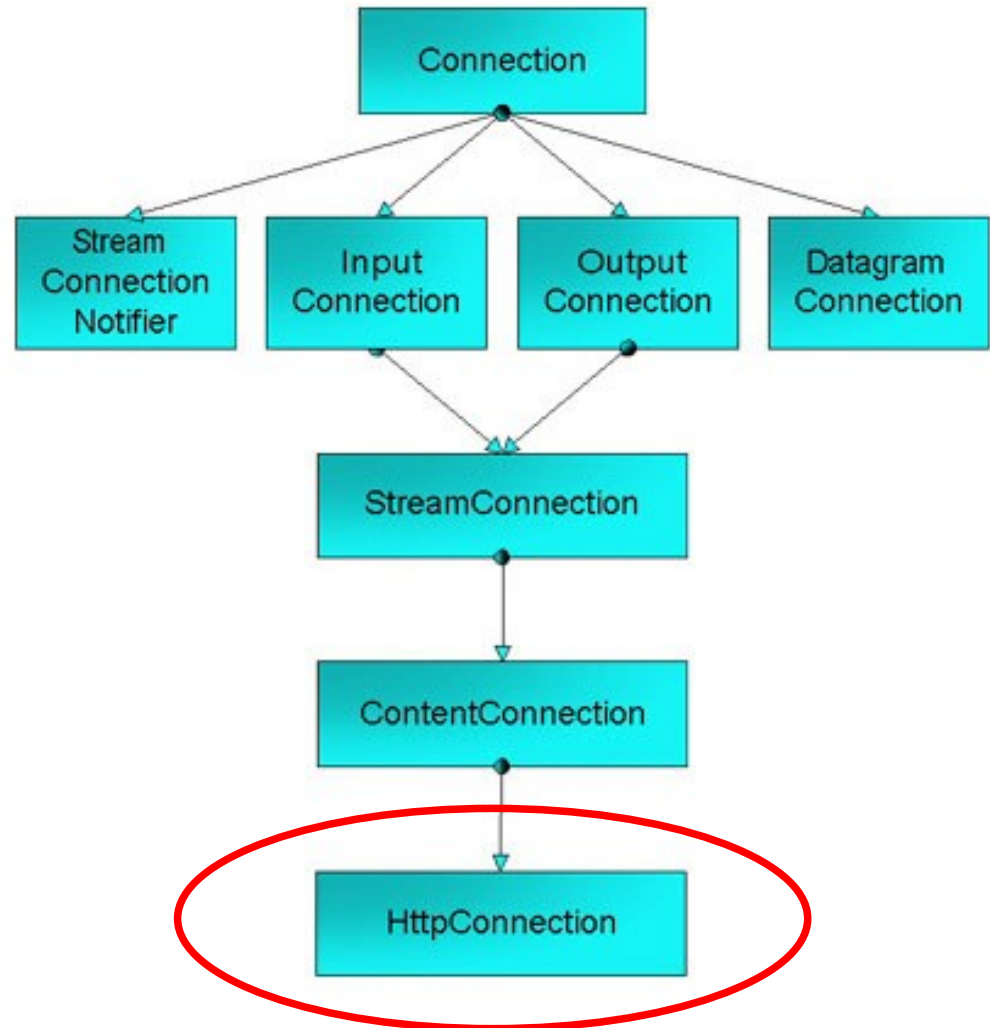 Connection
Stream
Connection
Notifier
Input
Connection
Output
Connection
Datagram
Connection
StreamConnection
ContentConnection
HttpConnection